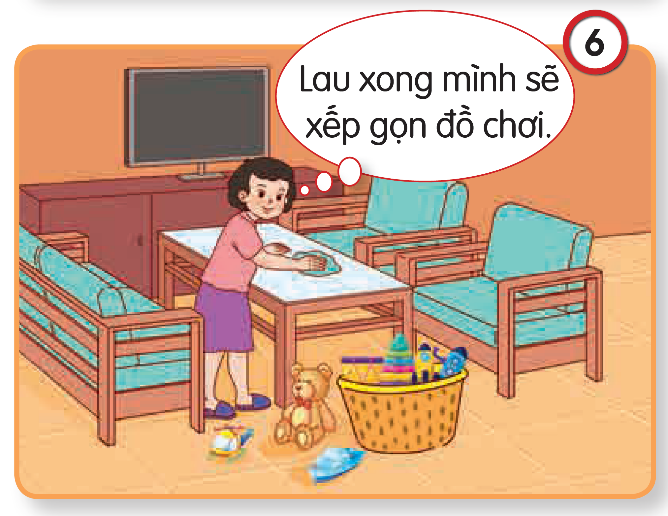 6
Lau xong mình sẽ
xếp gọn đồ chơi.